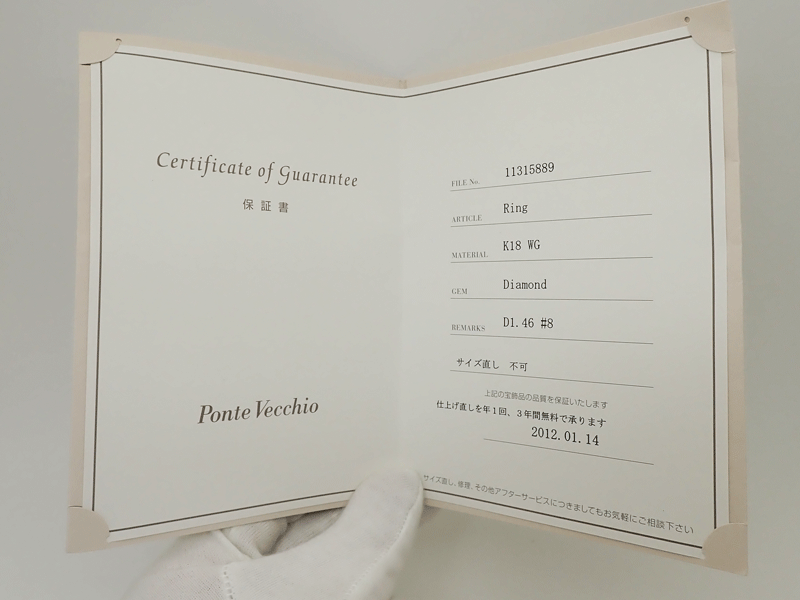 Certificate of Guarantee
保証書
Ponte Vecchio
FILE No. 11315889
ARTICLE Ring
MATERIAL K18 WG
GEM Diamond
REMARKS D1.46 #8
サイズ直し 不可
上記の宝飾品の品質を保証いたします
仕上げ直しを年1回、3年間無料で承ります
2012.01.14
サイズ直し、修理、その他アフターサービスにつきましてもお気軽にご相談下さい